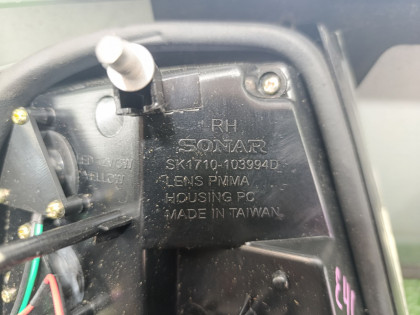 RH
SONAR
SK1710-103994D
LENS PMMA
HOUSING PC
MADE IN TAIWAN